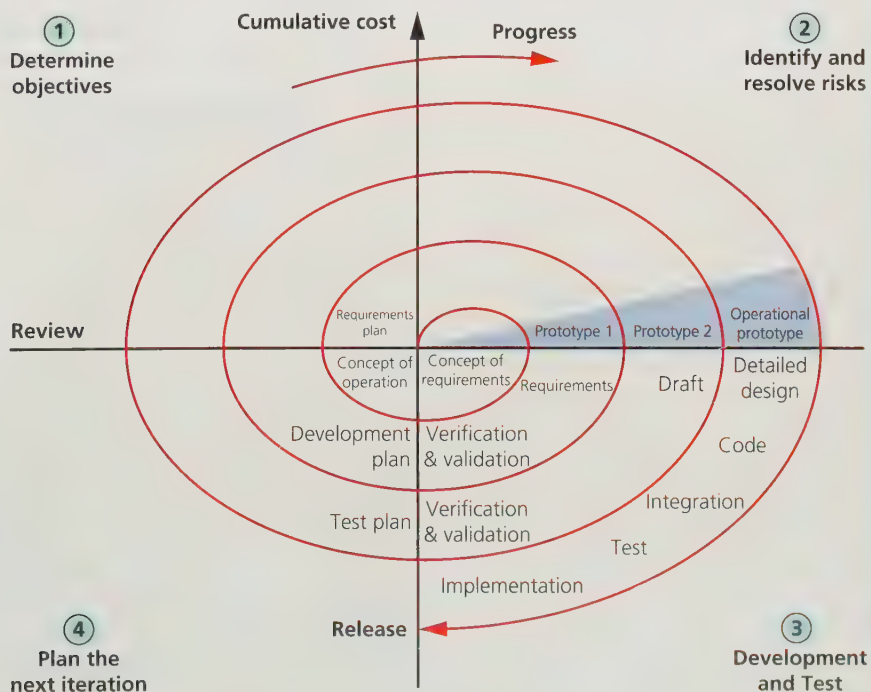 Cumulative cost
Progress
1
Determine
objectives
2
Identify and
resolve risks
Review
Requirements
plan
Prototype 1
Prototype 2
Operational
prototype
Concept of
operation
Concept of
requirements
Requirements
Draft
Detailed
design
Development
plan
Verification
& validation
Code
Test plan
Verification
& validation
Integration
Test
Implementation
Release
4
Plan the
next iteration
3
Development
and Test